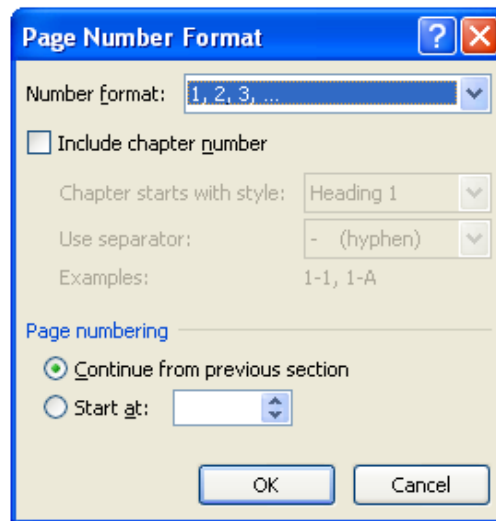 Page Number Format ?
Number format: 1, 2, 3, ...
Include chapter number
Chapter starts with style: Heading 1
Use separator: - (hyphen)
Examples: 1-1, 1-A
Page numbering
Continue from previous section
Start at:
OK Cancel